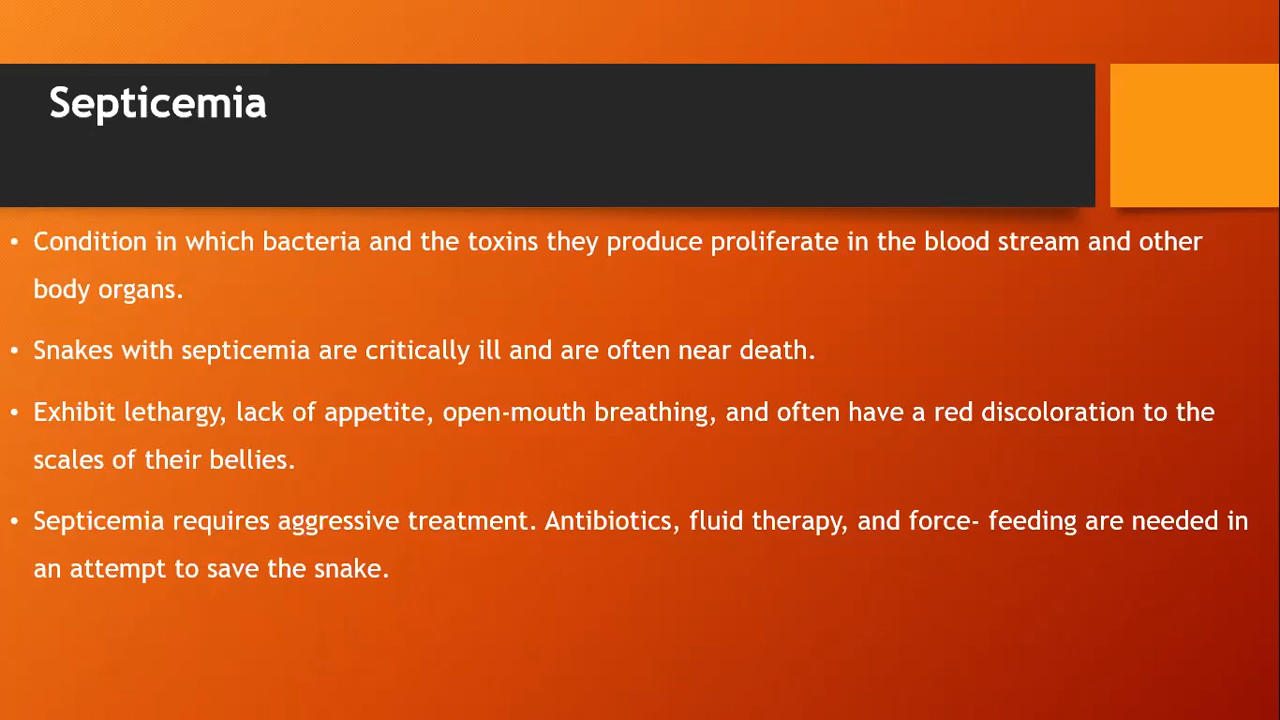 Septicemia
• Condition in which bacteria and the toxins they produce proliferate in the blood stream and other
body organs.
• Snakes with septicemia are critically ill and are often near death.
• Exhibit lethargy, lack of appetite, open-mouth breathing, and often have a red discoloration to the
scales of their bellies.
• Septicemia requires aggressive treatment. Antibiotics, fluid therapy, and force- feeding are needed in
an attempt to save the snake.